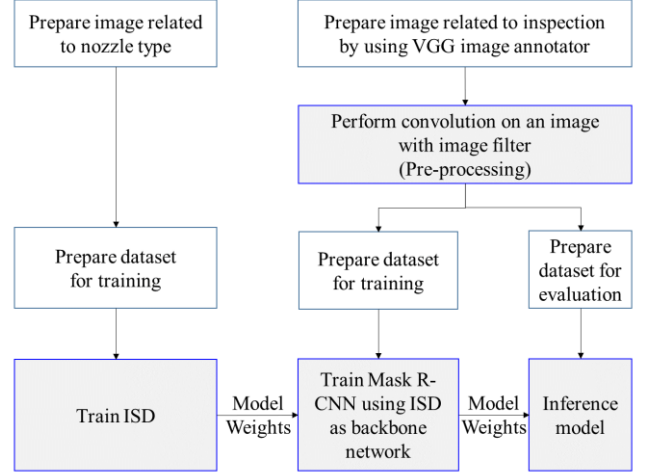 Prepare image related
to nozzle type
Prepare image related to inspection
by using VGG image annotator
Perform convolution on an image
with image filter
(Pre-processing)
Prepare dataset
for training
Prepare dataset
for training
Prepare
dataset for
evaluation
Train ISD
Model
Weights
Train Mask R-
CNN using ISD
as backbone
network
Model
Weights
Inference
model